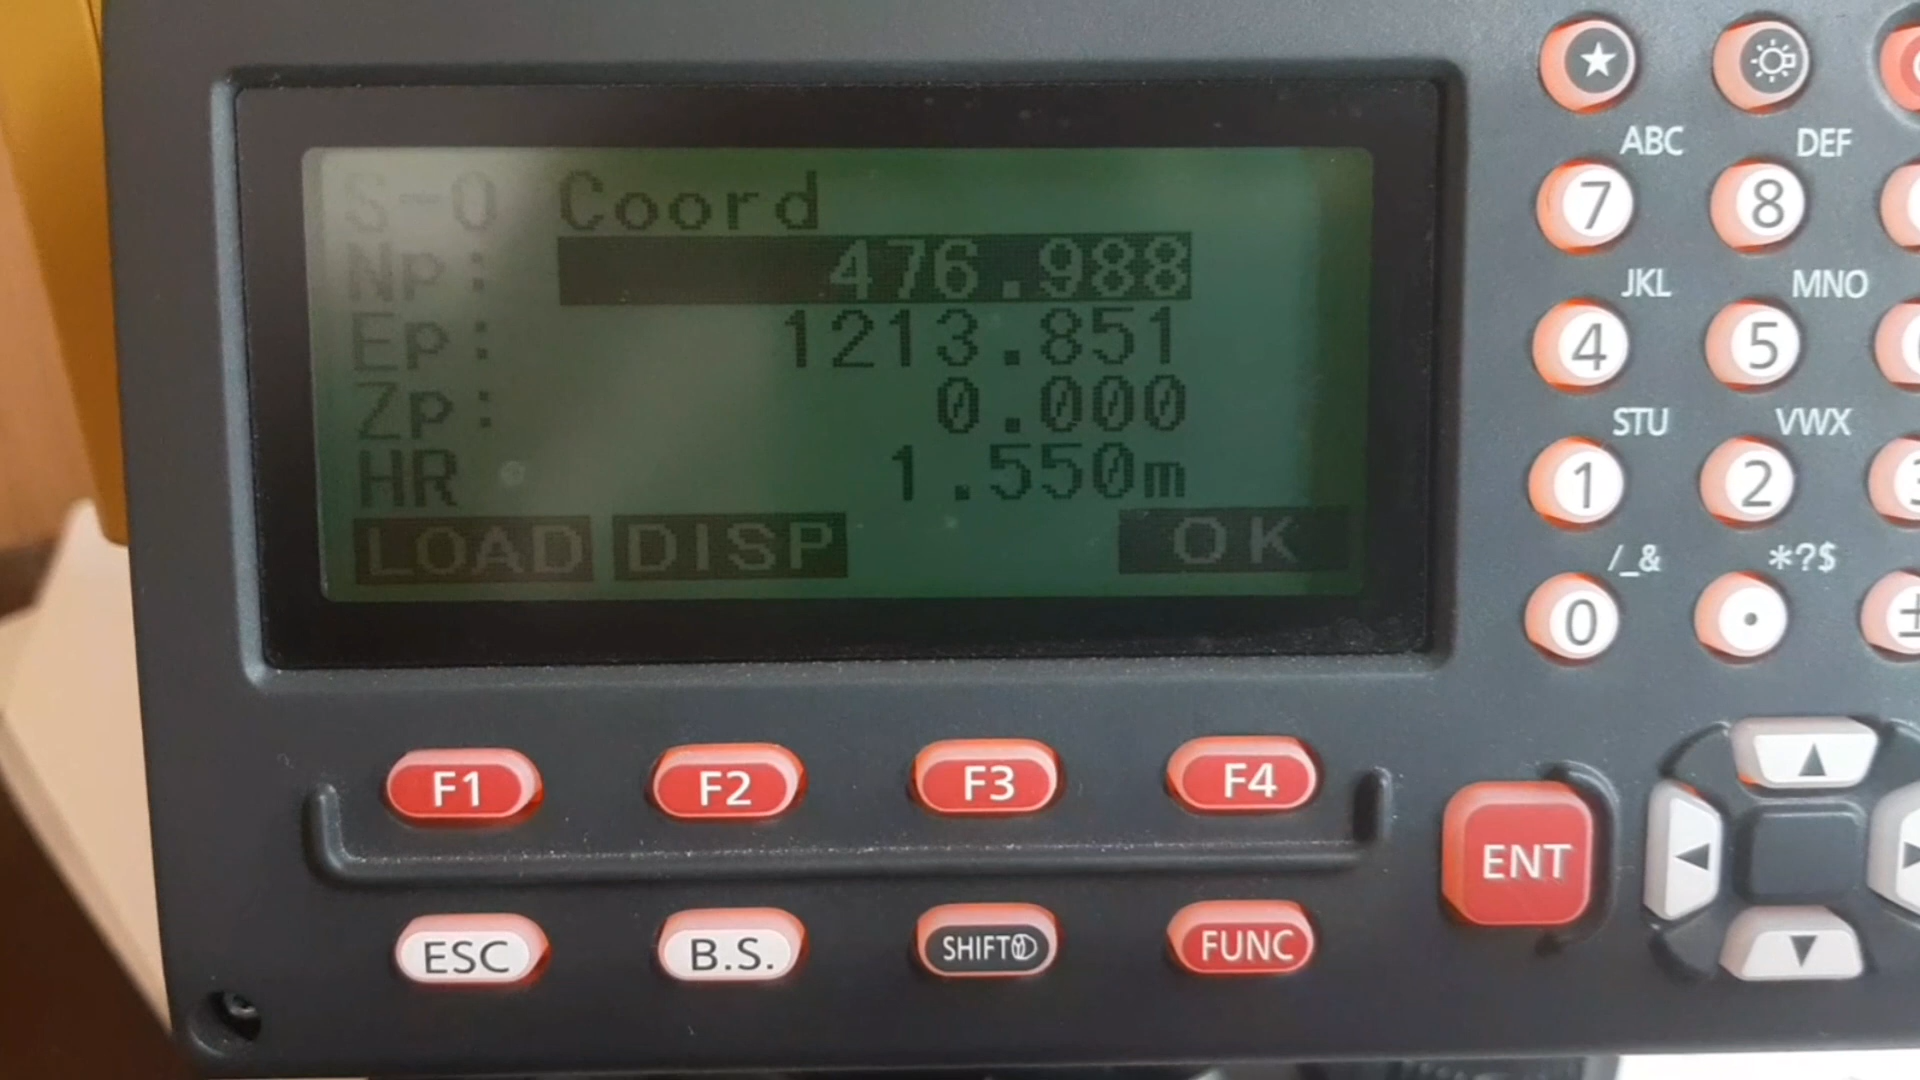 S-O Coord
Np: 476.988
Ep: 1213.851
Zp: 0.000
HR 1.550m
LOAD DISP OK
ABC DEF
7 8
JKL MNO
4 5
STU VWX
1 2
/_& *?$
0 .
F1 F2 F3 F4
ENT
ESC B.S. SHIFT FUNC